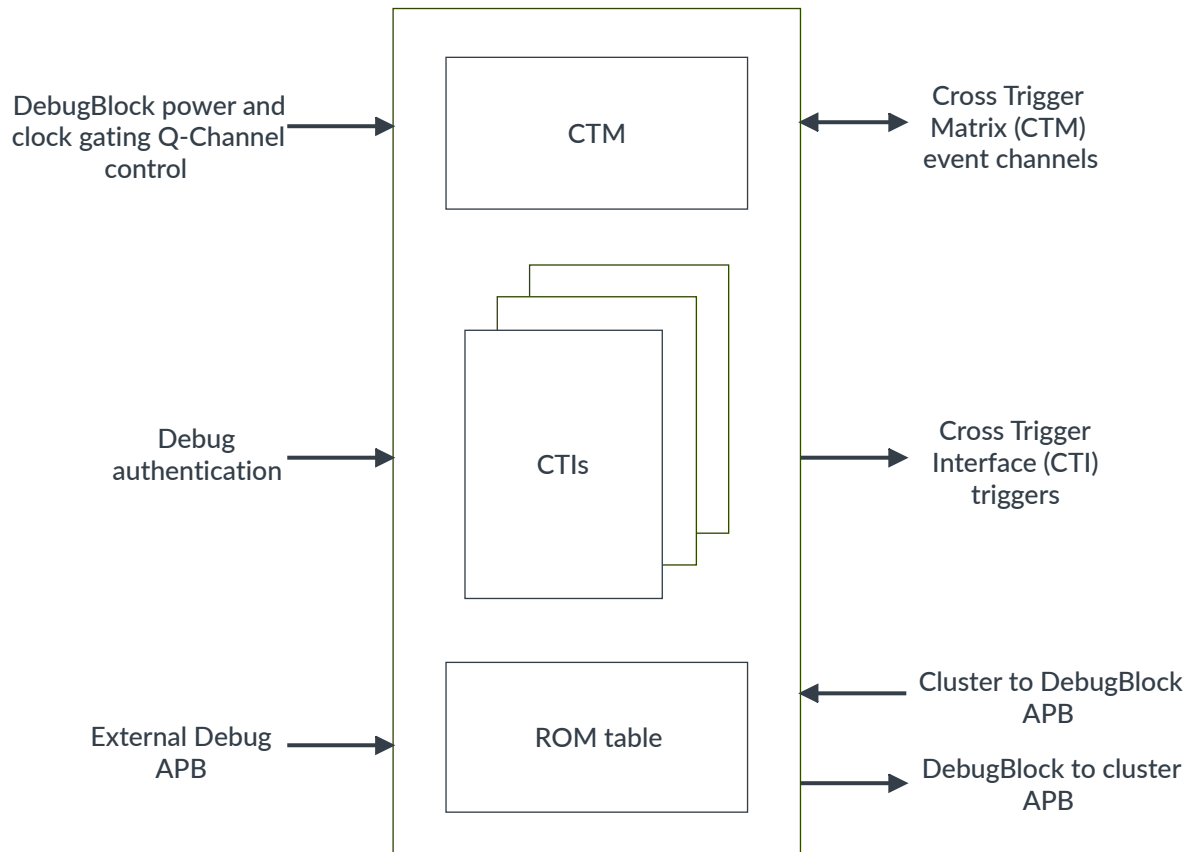 DebugBlock power and
clock gating Q-Channel
control
CTM
Cross Trigger
Matrix (CTM)
event channels
Debug
authentication
CTIs
Cross Trigger
Interface (CTI)
triggers
External Debug
APB
ROM table
Cluster to DebugBlock
APB
DebugBlock to cluster
APB